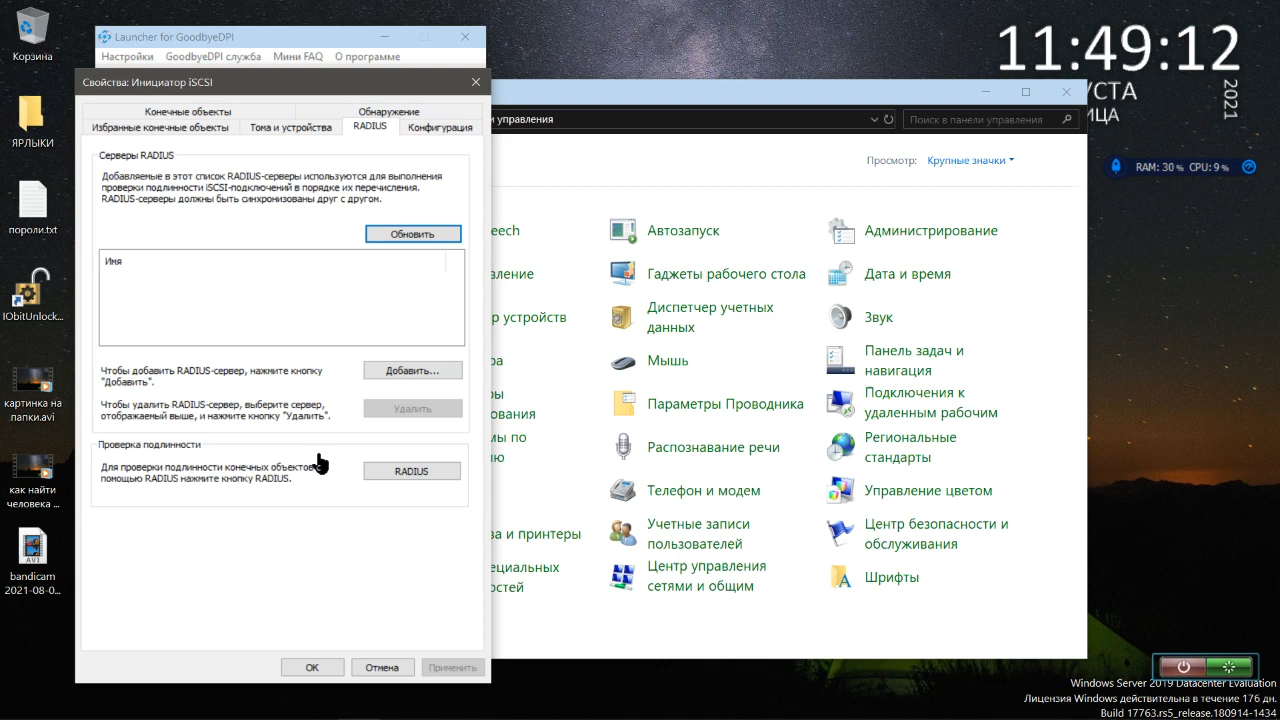 Корзина
ЯРЛЫКИ
пороли.txt
IObitUnlock...
картинка на
папки.avi
как найти
человека ...
bandicam
2021-08-0...
Launcher for GoodbyeDPI
Настройки GoodbyeDPI служба Мини FAQ О программе
Свойства: Инициатор iSCSI
Конечные объекты Обнаружение
Избранные конечные объекты Тома и устройства RADIUS Конфигурация
Серверы RADIUS
Добавляемые в этот список RADIUS-серверы используются для выполнения
проверки подлинности iSCSI-подключений в порядке их перечисления.
RADIUS-серверы должны быть синхронизированы друг с другом.
Обновить
Имя
Чтобы добавить RADIUS-сервер, нажмите кнопку
"Добавить".
Добавить...
Чтобы удалить RADIUS-сервер, выберите сервер,
отображаемый выше, и нажмите кнопку "Удалить".
Удалить
Проверка подлинности
Для проверки подлинности конечных объектов
помощью RADIUS нажмите кнопку RADIUS.
RADIUS
OK Отмена Применить
и управления
Поиск в панели управления
Просмотр: Крупные значки
eech
ление
р устройств
ра
ры
ования
мы по
ю
ва и принтеры
ециальных
остей
Автозапуск
Гаджеты рабочего стола
Диспетчер учетных
данных
Мышь
Параметры Проводника
Распознавание речи
Телефон и модем
Учетные записи
пользователей
Центр управления
сетями и общим
Администрирование
Дата и время
Звук
Панель задач и
навигация
Подключения к
удаленным рабочим
Региональные
стандарты
Управление цветом
Центр безопасности и
обслуживания
Шрифты
11:49:12
УСТА
ИЦА
2021
RAM: 30 % CPU: 9 %
Windows Server 2019 Datacenter Evaluation
Лицензия Windows действительна в течение 176 дн.
Build 17763.rs5_release.180914-1434